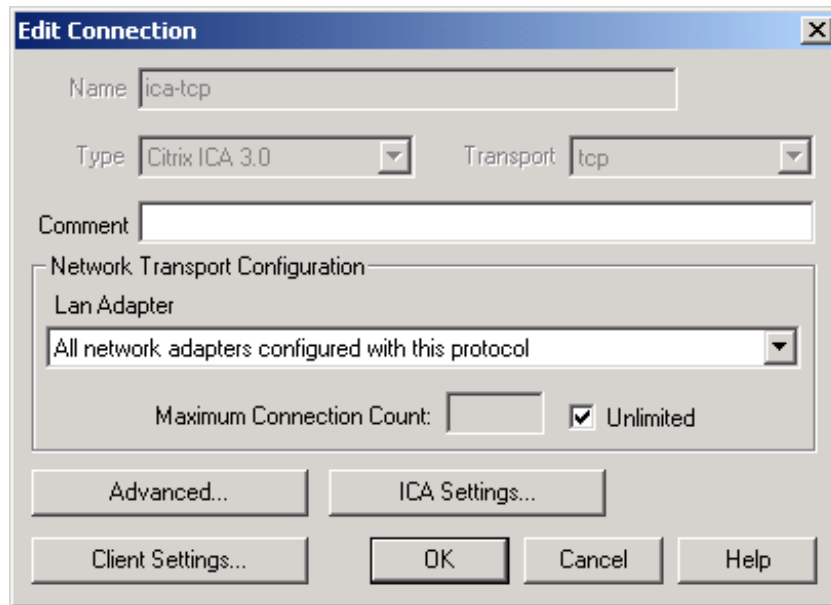 Edit Connection
Name ica-tcp
Type Citrix ICA 3.0 Transport tcp
Comment
Network Transport Configuration
Lan Adapter
All network adapters configured with this protocol
Maximum Connection Count: Unlimited
Advanced... ICA Settings...
Client Settings... OK Cancel Help